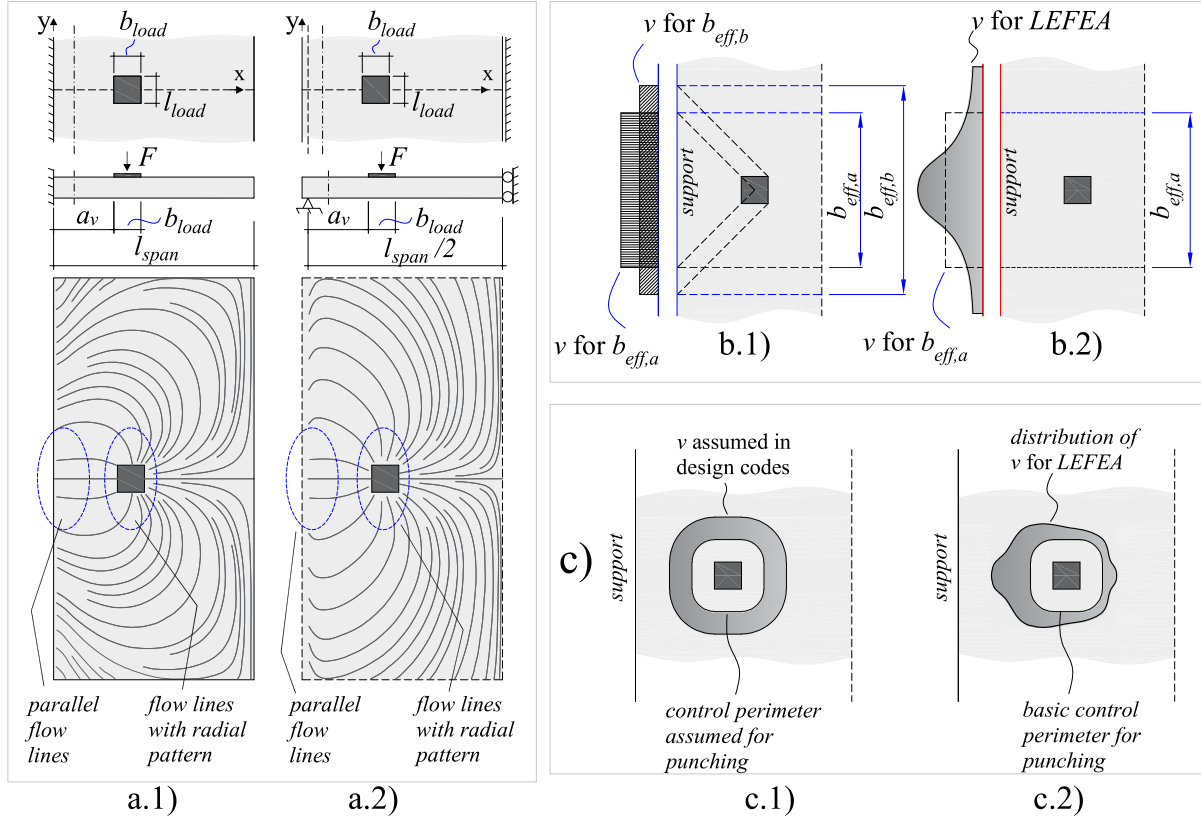 y
b_load
x
l_load
F
a_v
b_load
l_span
parallel
flow
lines
flow lines
with radial
pattern
a.1)
y
b_load
x
l_load
F
a_v
b_load
l_span /2
parallel
flow
lines
flow lines
with radial
pattern
a.2)
v for b_eff,b
support
b_eff,a
b_eff,b
v for b_eff,a
b.1)
v for LEFEA
support
b_eff,a
v for b_eff,a
b.2)
c)
v assumed in
design codes
support
control perimeter
assumed for
punching
c.1)
distribution of
v for LEFEA
support
basic control
perimeter for
punching
c.2)